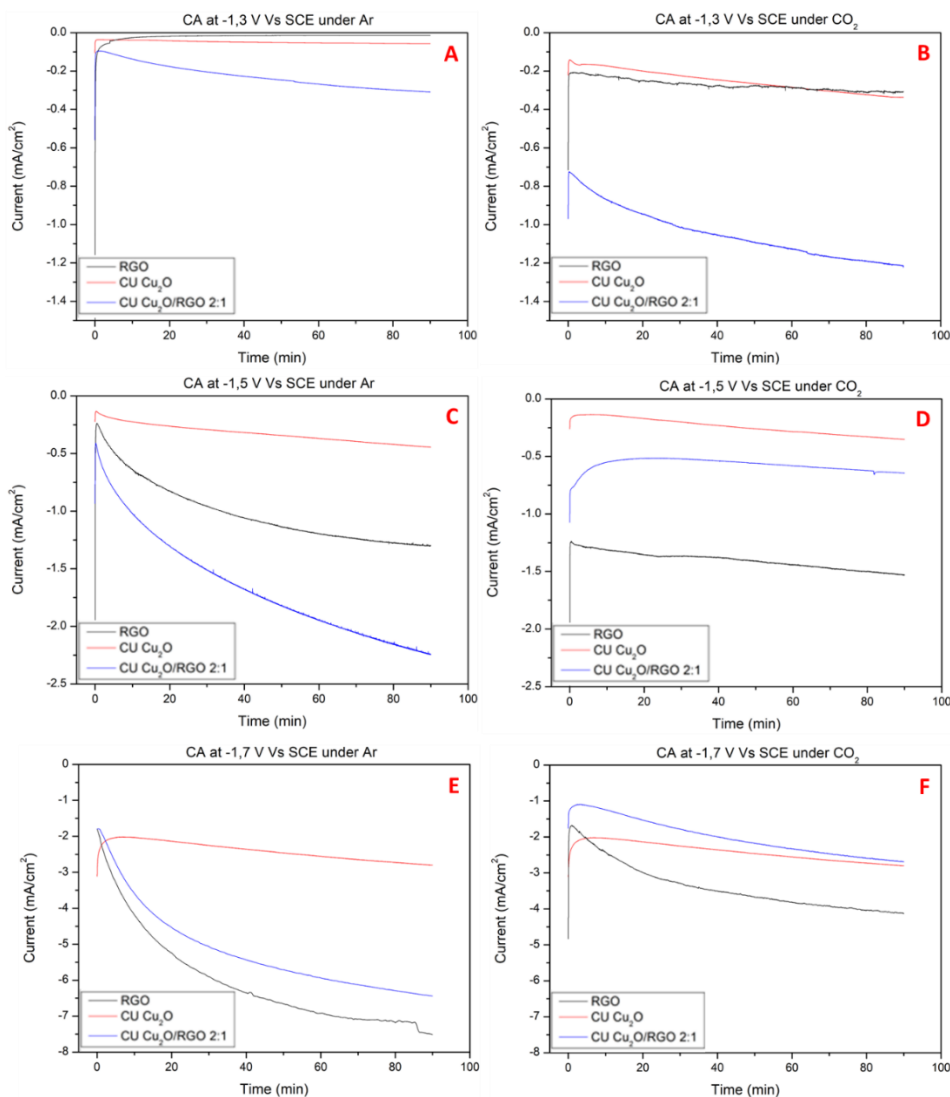 CA at -1,3 V Vs SCE under Ar
A
0.0
-0.2
-0.4
-0.6
-0.8
-1.0
-1.2
-1.4
Current (mA/cm²)
RGO
CU Cu₂O
CU Cu₂O/RGO 2:1
0 20 40 60 80 100
Time (min)
CA at -1,3 V Vs SCE under CO₂
B
0.0
-0.2
-0.4
-0.6
-0.8
-1.0
-1.2
-1.4
Current (mA/cm²)
RGO
CU Cu₂O
CU Cu₂O/RGO 2:1
0 20 40 60 80 100
Time (min)
CA at -1,5 V Vs SCE under Ar
C
0.0
-0.5
-1.0
-1.5
-2.0
-2.5
Current (mA/cm²)
RGO
CU Cu₂O
CU Cu₂O/RGO 2:1
0 20 40 60 80 100
Time (min)
CA at -1,5 V Vs SCE under CO₂
D
0.0
-0.5
-1.0
-1.5
-2.0
-2.5
Current (mA/cm²)
RGO
CU Cu₂O
CU Cu₂O/RGO 2:1
0 20 40 60 80 100
Time (min)
CA at -1,7 V Vs SCE under Ar
E
0
-1
-2
-3
-4
-5
-6
-7
-8
Current (mA/cm²)
RGO
CU Cu₂O
CU Cu₂O/RGO 2:1
0 20 40 60 80 100
Time (min)
CA at -1,7 V Vs SCE under CO₂
F
0
-1
-2
-3
-4
-5
-6
-7
-8
Current (mA/cm²)
RGO
CU Cu₂O
CU Cu₂O/RGO 2:1
0 20 40 60 80 100
Time (min)